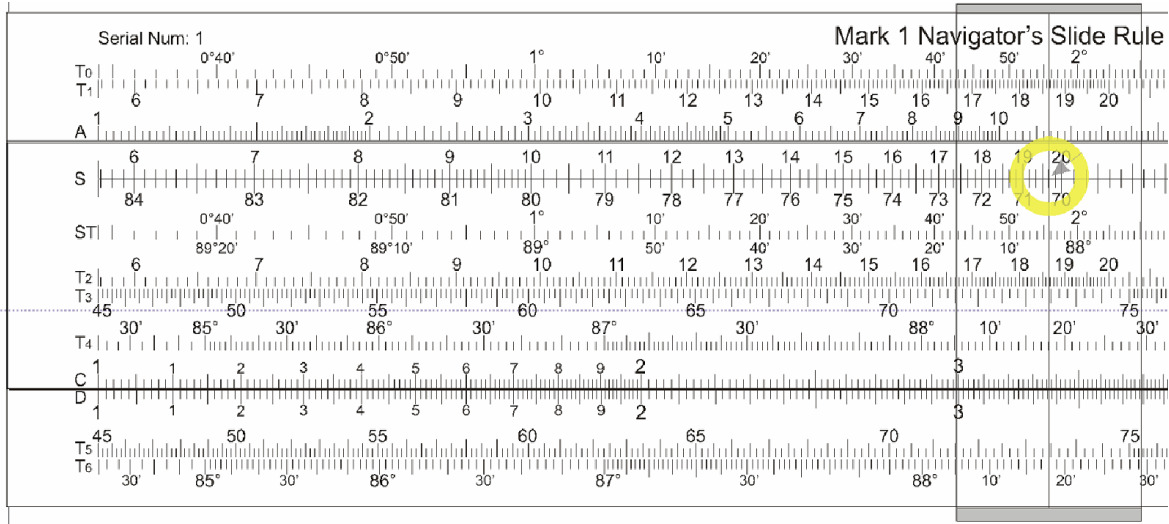 Serial Num: 1 Mark 1 Navigator's Slide Rule
T0 0°40' 0°50' 1° 10' 20' 30' 40' 50' 2°
T1 6 7 8 9 10 11 12 13 14 15 16 17 18 19 20
A 1 2 3 4 5 6 7 8 9 10
6 7 8 9 10 11 12 13 14 15 16 17 18 19 20
S
84 83 82 81 80 79 78 77 76 75 74 73 72 71 70
0°40' 0°50' 1° 10' 20' 30' 40' 50' 2°
ST
89°20' 89°10' 89° 50' 40' 30' 20' 10' 88°
T2 6 7 8 9 10 11 12 13 14 15 16 17 18 19 20
T3 45 50 55 60 65 70 75
30' 85° 30' 86° 30' 87° 30' 88° 10' 20' 30'
T4
C 1 1 2 3 4 5 6 7 8 9 2 3
D 1 1 2 3 4 5 6 7 8 9 2 3
T5 45 50 55 60 65 70 75
T6 30' 85° 30' 86° 30' 87° 30' 88° 10' 20' 30'